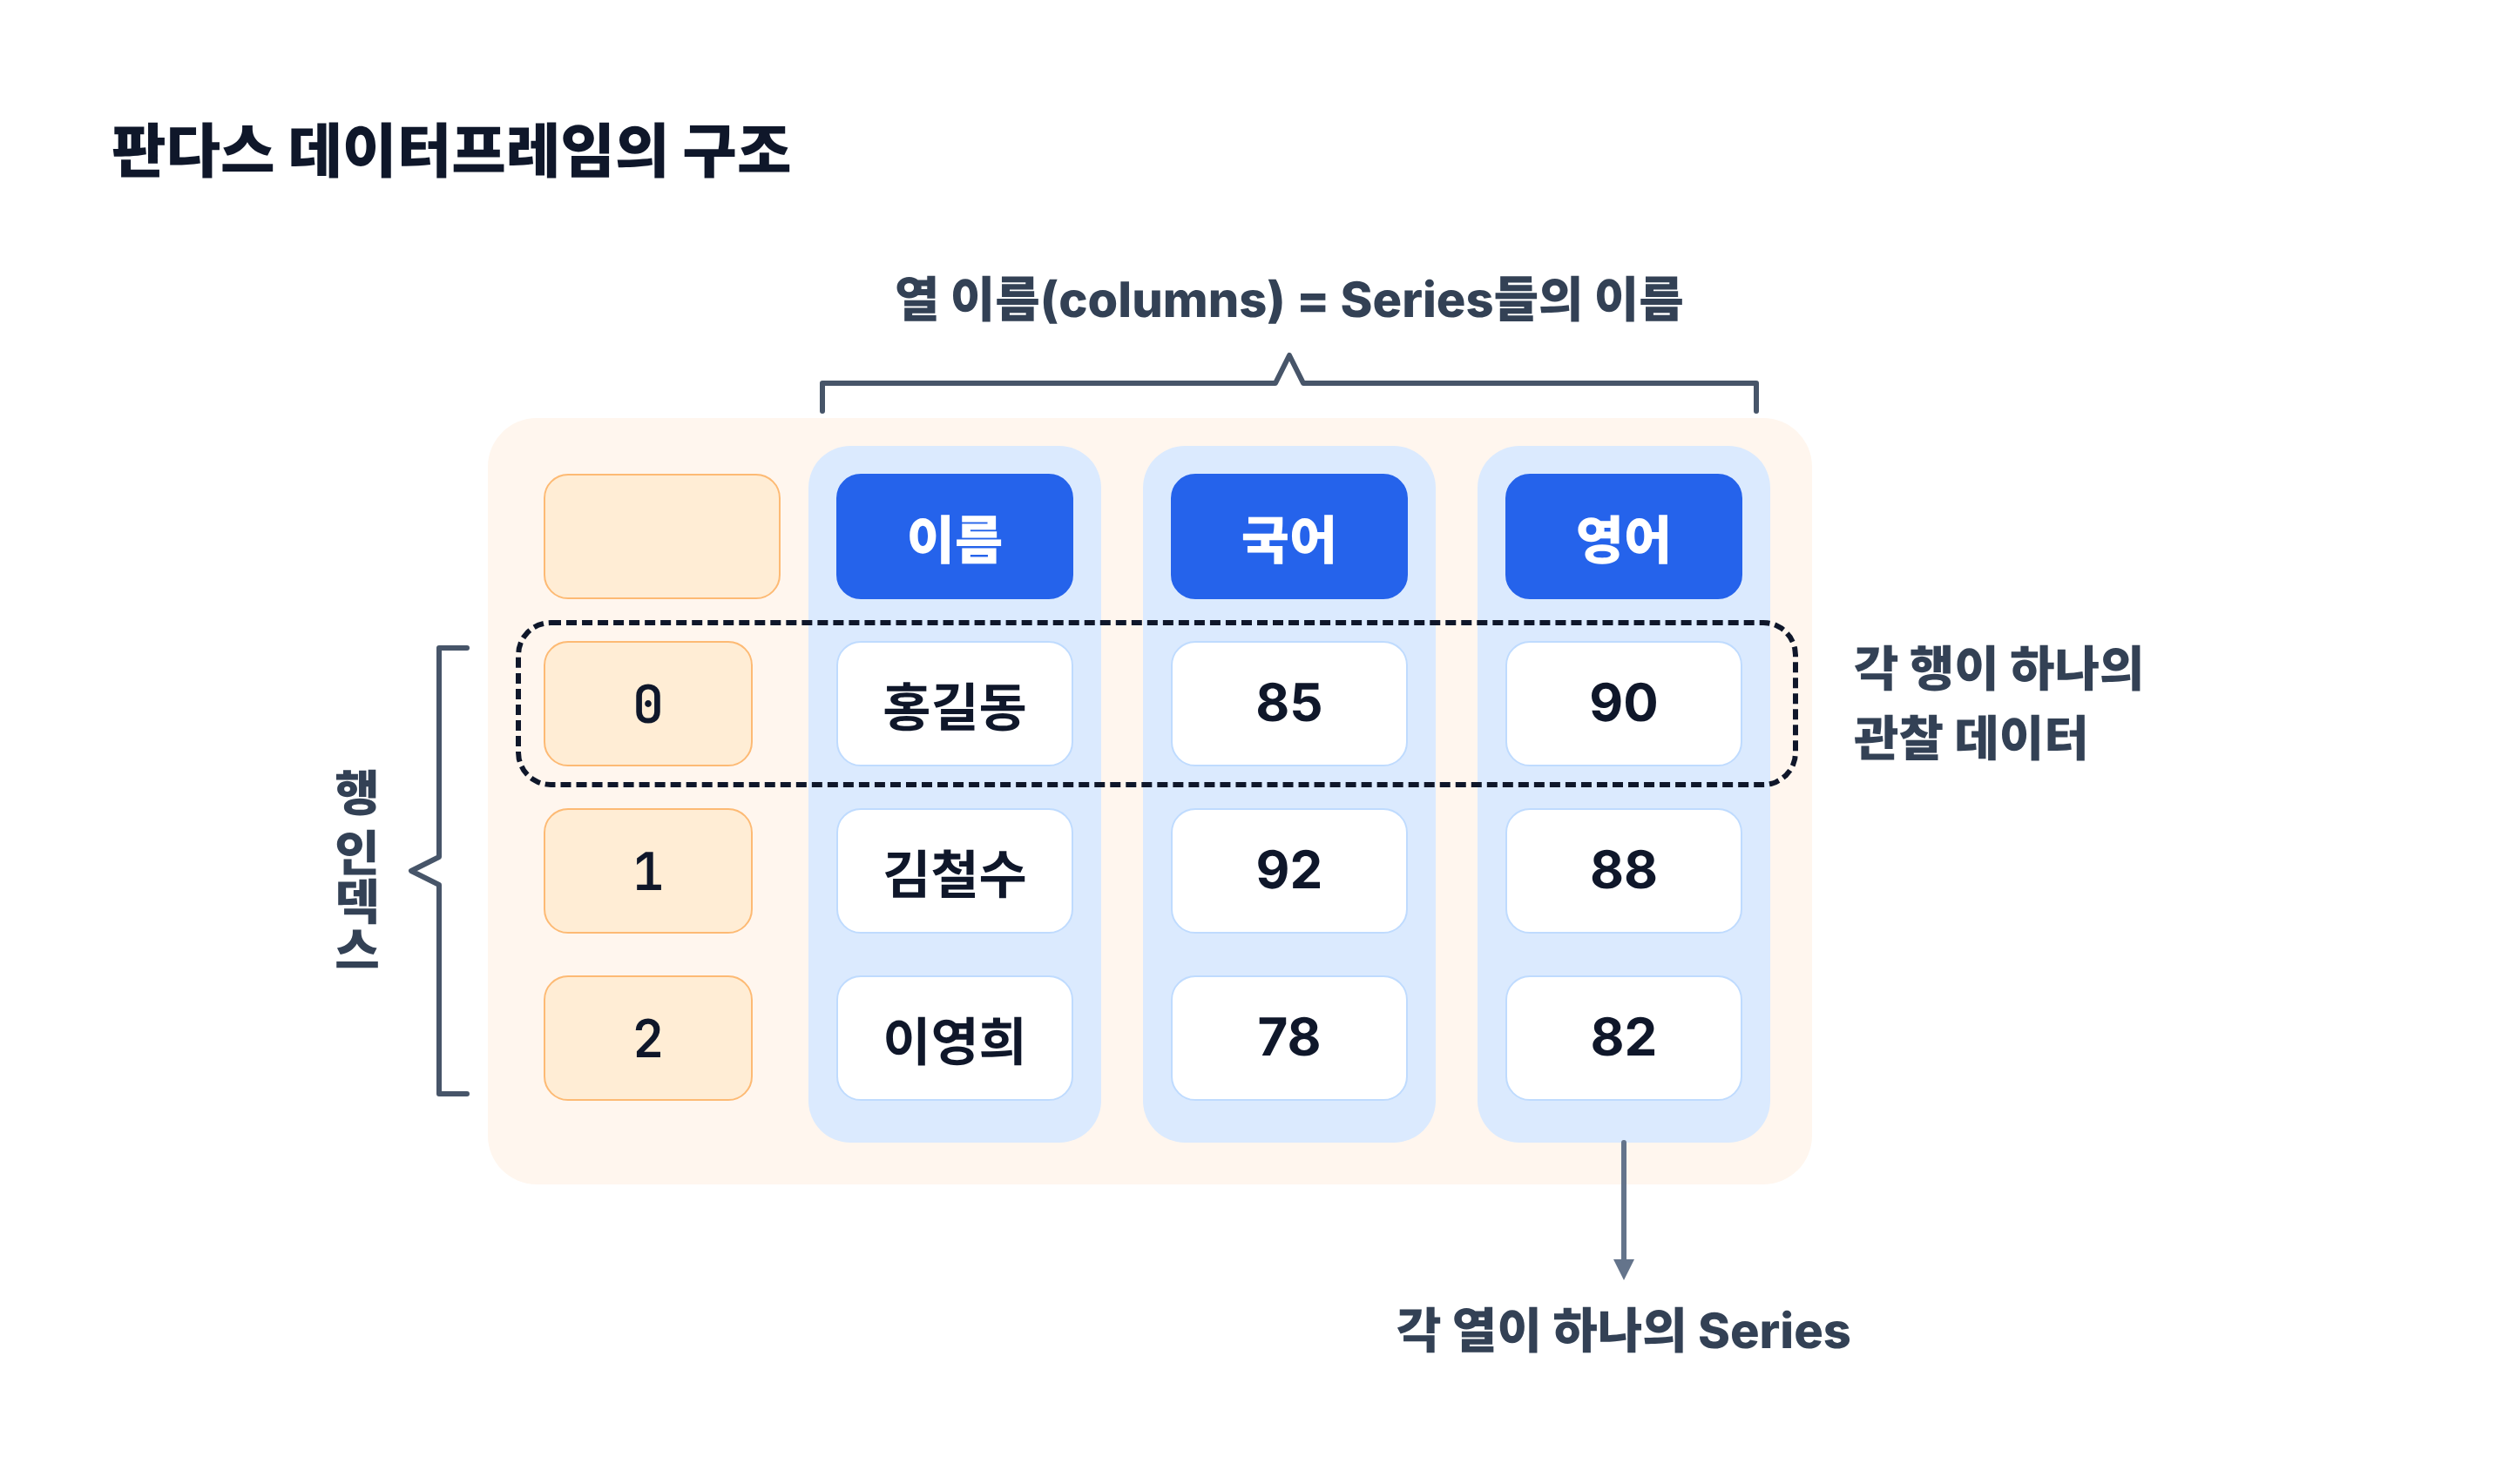 판다스 데이터프레임의 구조
열 이름(columns) = Series들의 이름
이름 국어 영어
0 홍길동 85 90
1 김철수 92 88
2 이영희 78 82
행 인덱스
각 행이 하나의
관찰 데이터
각 열이 하나의 Series